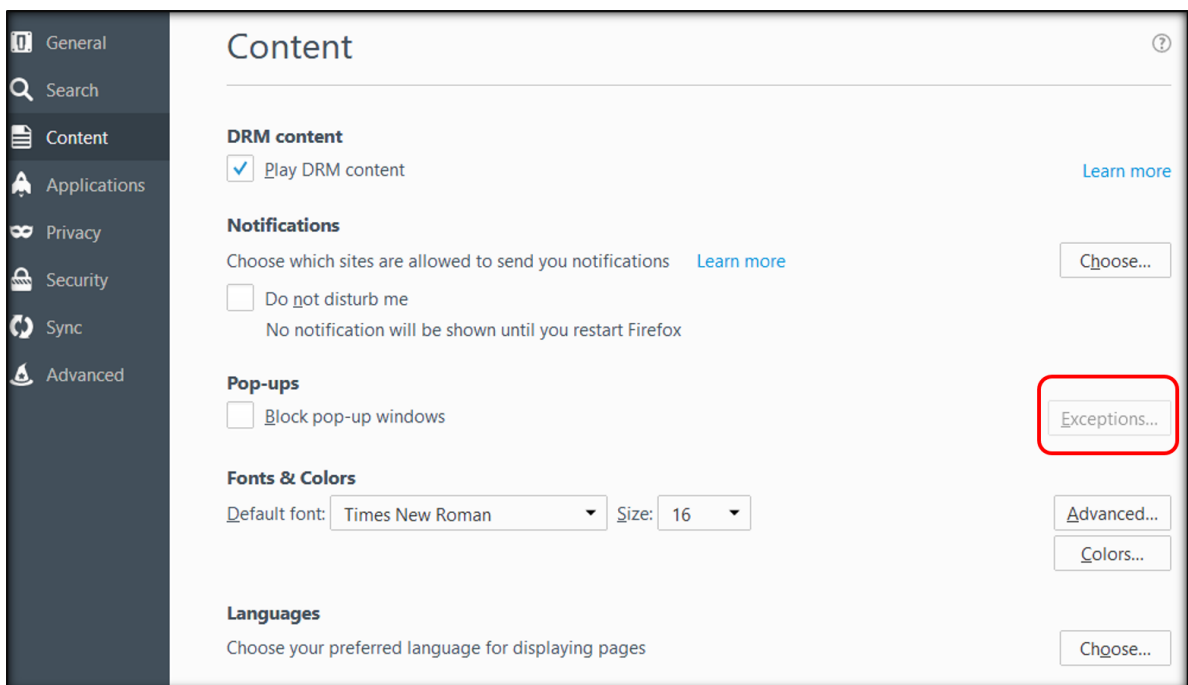 General
Search
Content
Applications
Privacy
Security
Sync
Advanced
Content
?
DRM content
Play DRM content
Learn more
Notifications
Choose which sites are allowed to send you notifications Learn more
Choose...
Do not disturb me
No notification will be shown until you restart Firefox
Pop-ups
Block pop-up windows
Exceptions...
Fonts & Colors
Default font: Times New Roman Size: 16
Advanced...
Colors...
Languages
Choose your preferred language for displaying pages
Choose...